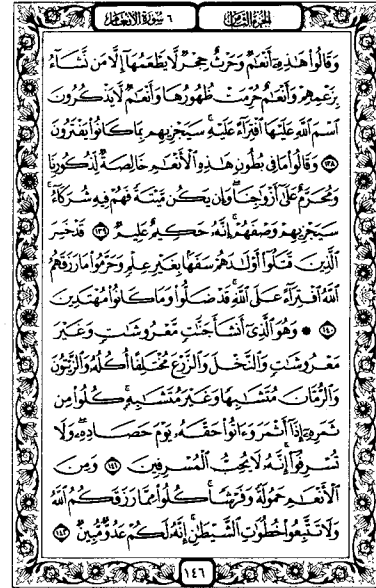 الجزء الثامن
٦ سورة الأنعام
وَقَالُوا۟ هَـٰذِهِۦٓ أَنْعَـٰمٌ وَحَرْثٌ حِجْرٌ لَّا يَطْعَمُهَآ إِلَّا مَن نَّشَآءُ
بِزَعْمِهِمْ وَأَنْعَـٰمٌ حُرِّمَتْ ظُهُورُهَا وَأَنْعَـٰمٌ لَّا يَذْكُرُونَ
ٱسْمَ ٱللَّهِ عَلَيْهَا ٱفْتِرَآءً عَلَيْهِ ۚ سَيَجْزِيهِم بِمَا كَانُوا۟ يَفْتَرُونَ
١٣٨ وَقَالُوا۟ مَا فِى بُطُونِ هَـٰذِهِ ٱلْأَنْعَـٰمِ خَالِصَةٌ لِّذُكُورِنَا
وَمُحَرَّمٌ عَلَىٰٓ أَزْوَٰجِنَا ۖ وَإِن يَكُن مَّيْتَةً فَهُمْ فِيهِ شُرَكَآءُ ۚ
سَيَجْزِيهِمْ وَصْفَهُمْ ۚ إِنَّهُۥ حَكِيمٌ عَلِيمٌ ١٣٩ قَدْ خَسِرَ
ٱلَّذِينَ قَتَلُوٓا۟ أَوْلَـٰدَهُمْ سَفَهًۢا بِغَيْرِ عِلْمٍ وَحَرَّمُوا۟ مَا رَزَقَهُمُ
ٱللَّهُ ٱفْتِرَآءً عَلَى ٱللَّهِ ۚ قَدْ ضَلُّوا۟ وَمَا كَانُوا۟ مُهْتَدِينَ
١٤٠ * وَهُوَ ٱلَّذِىٓ أَنشَأَ جَنَّـٰتٍ مَّعْرُوشَـٰتٍ وَغَيْرَ
مَعْرُوشَـٰتٍ وَٱلنَّخْلَ وَٱلزَّرْعَ مُخْتَلِفًا أُكُلُهُۥ وَٱلزَّيْتُونَ
وَٱلرُّمَّانَ مُتَشَـٰبِهًا وَغَيْرَ مُتَشَـٰبِهٍ ۚ كُلُوا۟ مِن
ثَمَرِهِۦٓ إِذَآ أَثْمَرَ وَءَاتُوا۟ حَقَّهُۥ يَوْمَ حَصَادِهِۦ ۖ وَلَا
تُسْرِفُوٓا۟ ۚ إِنَّهُۥ لَا يُحِبُّ ٱلْمُسْرِفِينَ ١٤١ وَمِنَ
ٱلْأَنْعَـٰمِ حَمُولَةً وَفَرْشًا ۚ كُلُوا۟ مِمَّا رَزَقَكُمُ ٱللَّهُ
وَلَا تَتَّبِعُوا۟ خُطُوَٰتِ ٱلشَّيْطَـٰنِ ۚ إِنَّهُۥ لَكُمْ عَدُوٌّ مُّبِينٌ ١٤٢
١٤٦